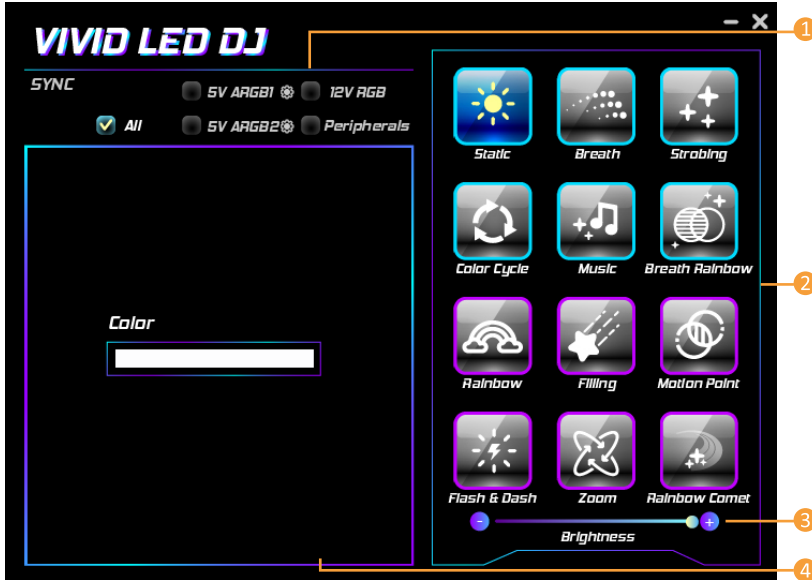 VIVID LED DJ
1
SYNC
5V ARGB1
12V RGB
All
5V ARGB2
Peripherals
Color
Static
Breath
Strobing
Color Cycle
Music
Breath Rainbow
2
Rainbow
Filling
Motion Point
Flash & Dash
Zoom
Rainbow Comet
-
+
3
Brightness
4